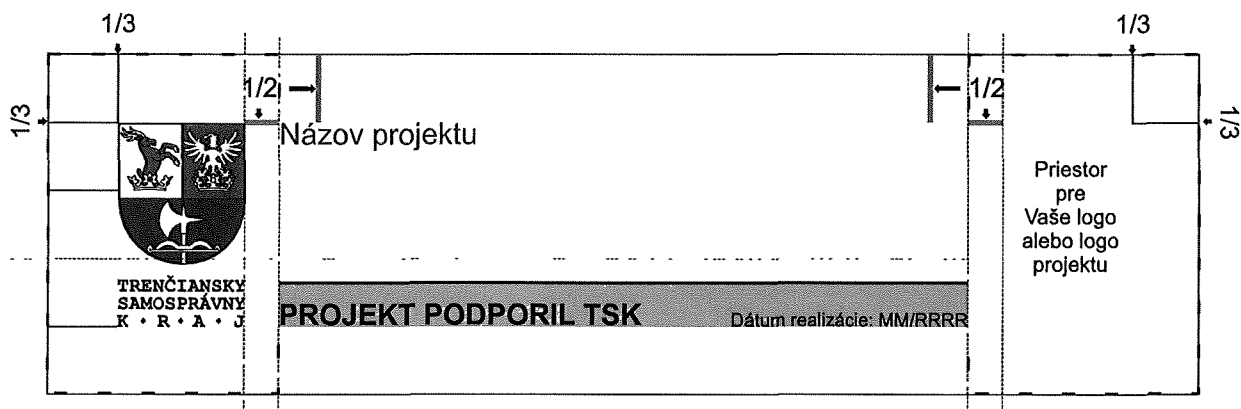 1/3
1/3
1/2
1/2
1/3
1/3
Názov projektu
Priestor
pre
Vaše logo
alebo logo
projektu
TRENČIANSKY
SAMOSPRÁVNY
K · R · A · J
PROJEKT PODPORIL TSK
Dátum realizácie: MM/RRRR